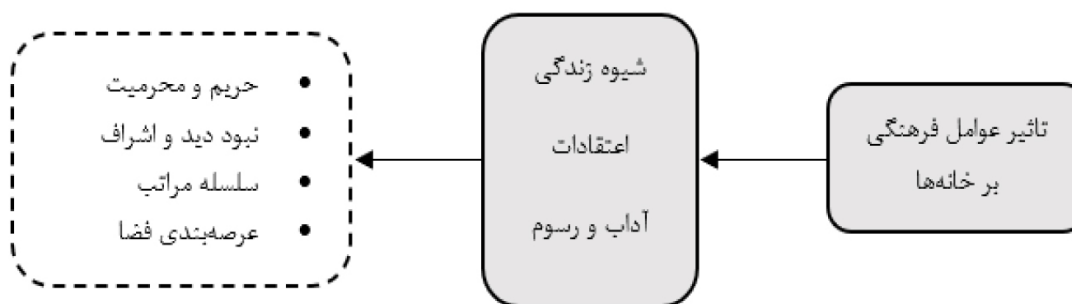 تاثیر عوامل فرهنگی
بر خانه‌ها
شیوه زندگی
اعتقادات
آداب و رسوم
• حریم و محرمیت
• نبود دید و اشراف
• سلسله مراتب
• عرصه‌بندی فضا